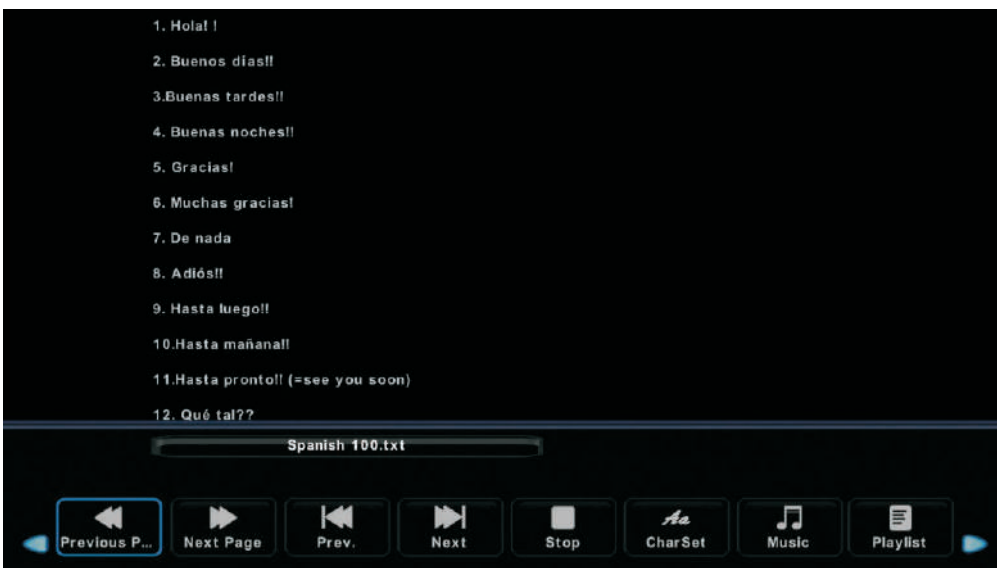 1. Hola! !
2. Buenos días!!
3.Buenas tardes!!
4. Buenas noches!!
5. Gracias!
6. Muchas gracias!
7. De nada
8. Adiós!!
9. Hasta luego!!
10.Hasta mañana!!
11.Hasta pronto!! (=see you soon)
12. Qué tal??
Spanish 100.txt
Previous P... Next Page Prev. Next Stop CharSet Music Playlist